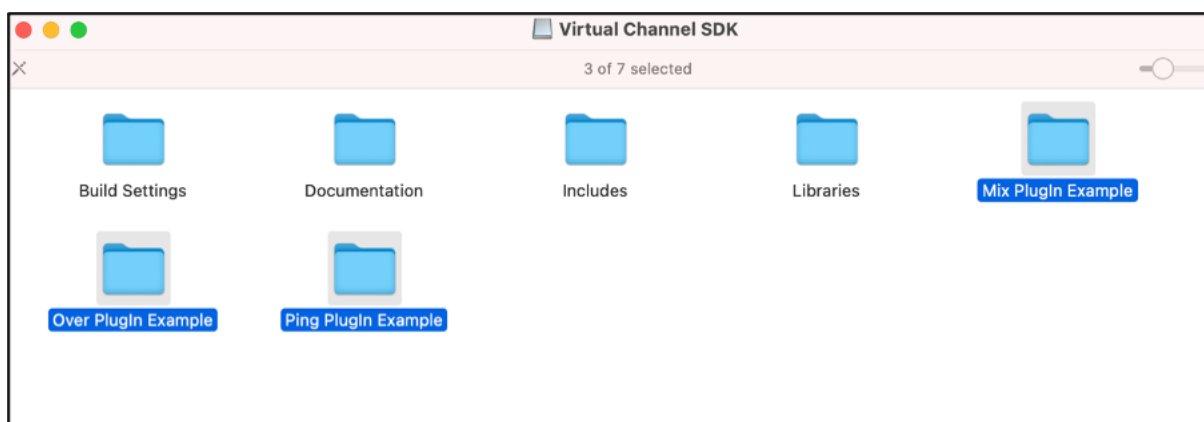 Virtual Channel SDK
3 of 7 selected
Build Settings
Documentation
Includes
Libraries
Mix PlugIn Example
Over PlugIn Example
Ping PlugIn Example